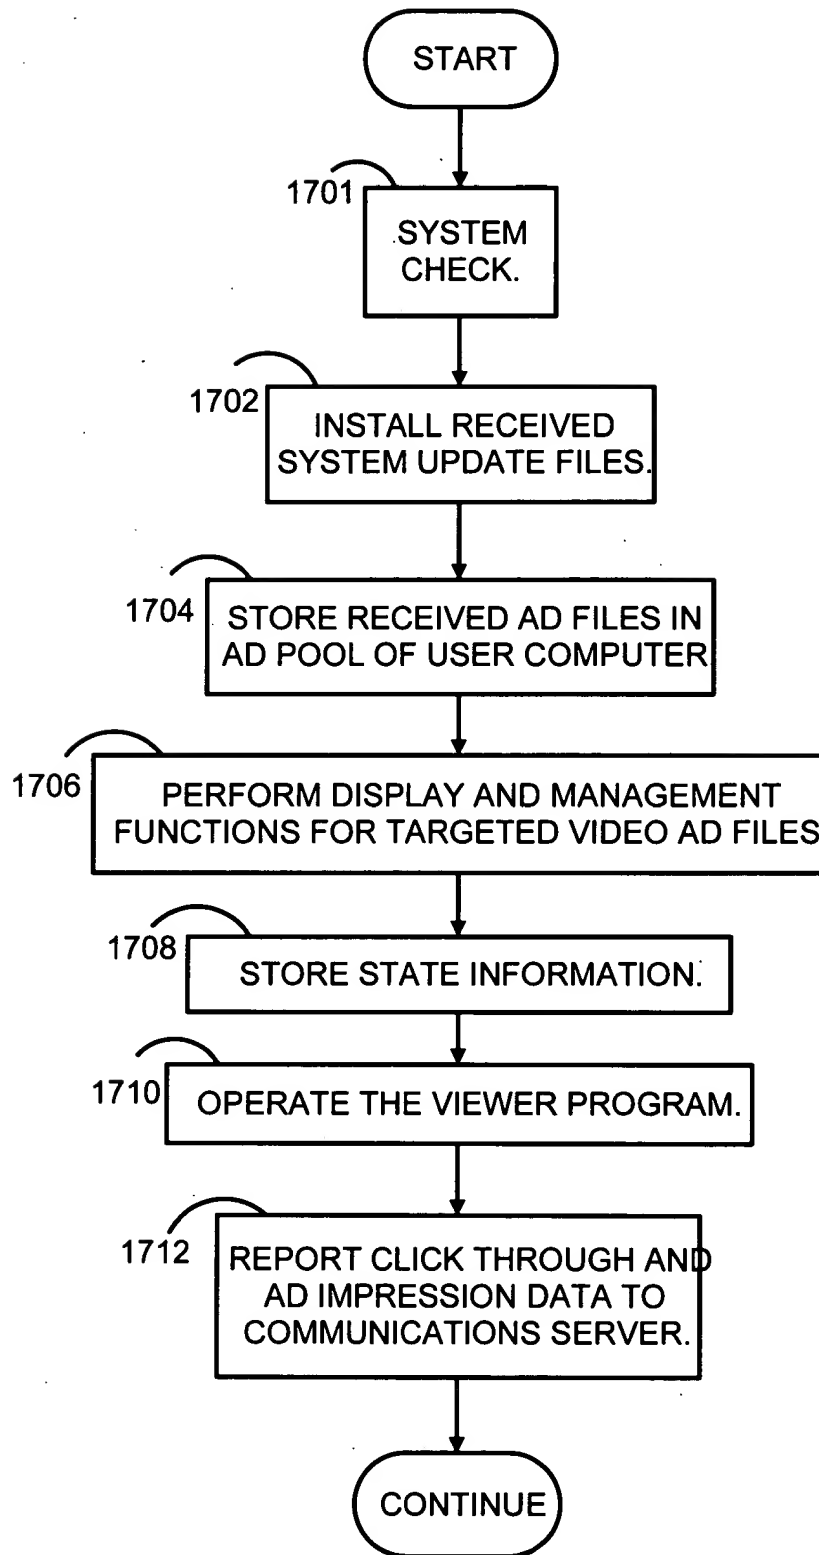 START
1701
SYSTEM
CHECK.
1702
INSTALL RECEIVED
SYSTEM UPDATE FILES.
1704
STORE RECEIVED AD FILES IN
AD POOL OF USER COMPUTER
1706
PERFORM DISPLAY AND MANAGEMENT
FUNCTIONS FOR TARGETED VIDEO AD FILES
1708
STORE STATE INFORMATION.
1710
OPERATE THE VIEWER PROGRAM.
1712
REPORT CLICK THROUGH AND
AD IMPRESSION DATA TO
COMMUNICATIONS SERVER.
CONTINUE